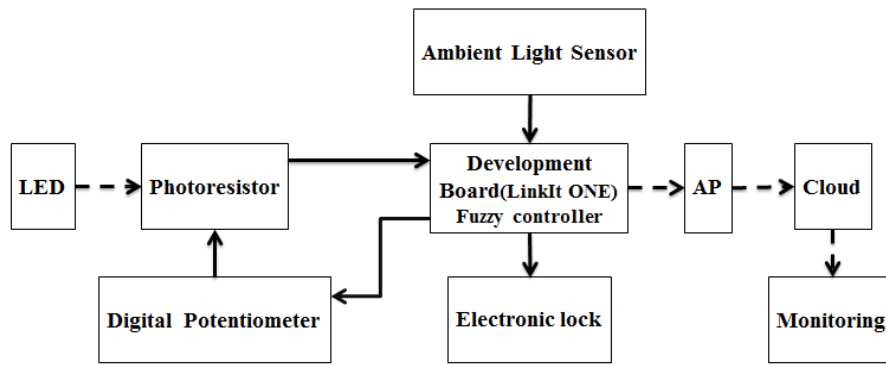 Ambient Light Sensor
LED
Photoresistor
Development
Board(LinkIt ONE)
Fuzzy controller
AP
Cloud
Digital Potentiometer
Electronic lock
Monitoring